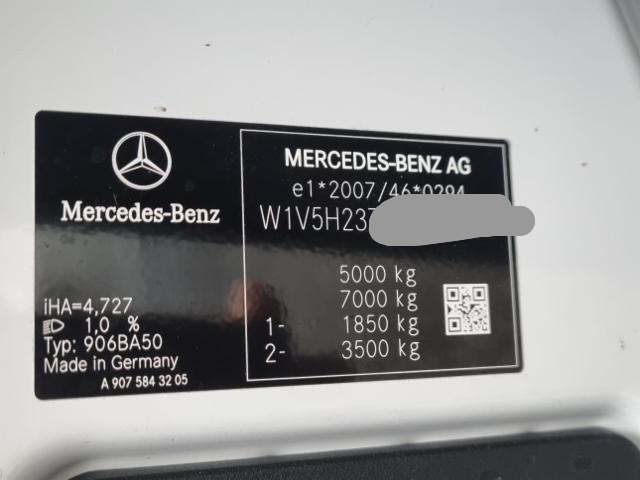 Mercedes-Benz
iHA=4,727
1,0 %
Typ: 906BA50
Made in Germany
A 907 584 32 05
MERCEDES-BENZ AG
e1*2007/46*0294
W1V5H237
5000 kg
7000 kg
1- 1850 kg
2- 3500 kg